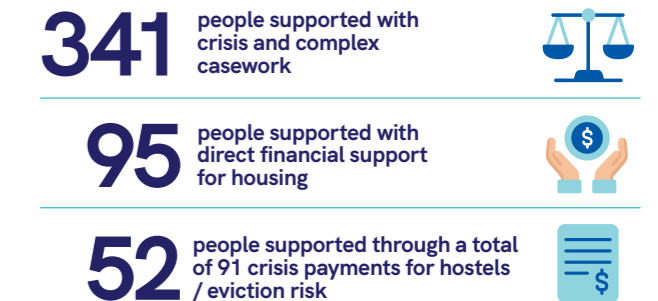 341
people supported with
crisis and complex
casework
95
people supported with
direct financial support
for housing
$
52
people supported through a total
of 91 crisis payments for hostels
/ eviction risk
$